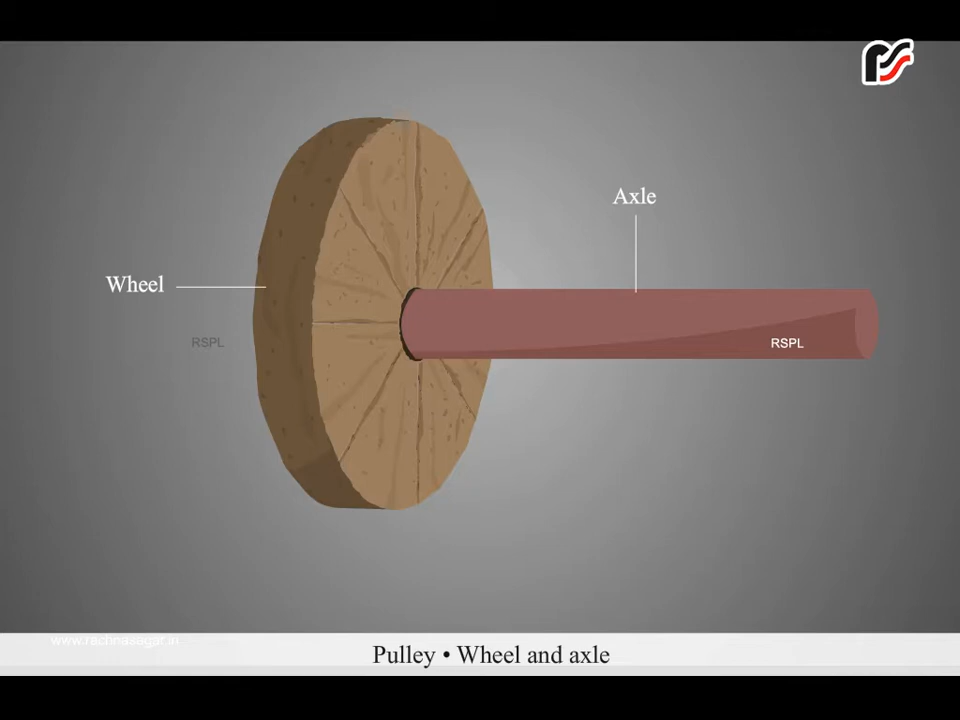 Axle
Wheel
RSPL
RSPL
www.rachnasagar.in
Pulley • Wheel and axle